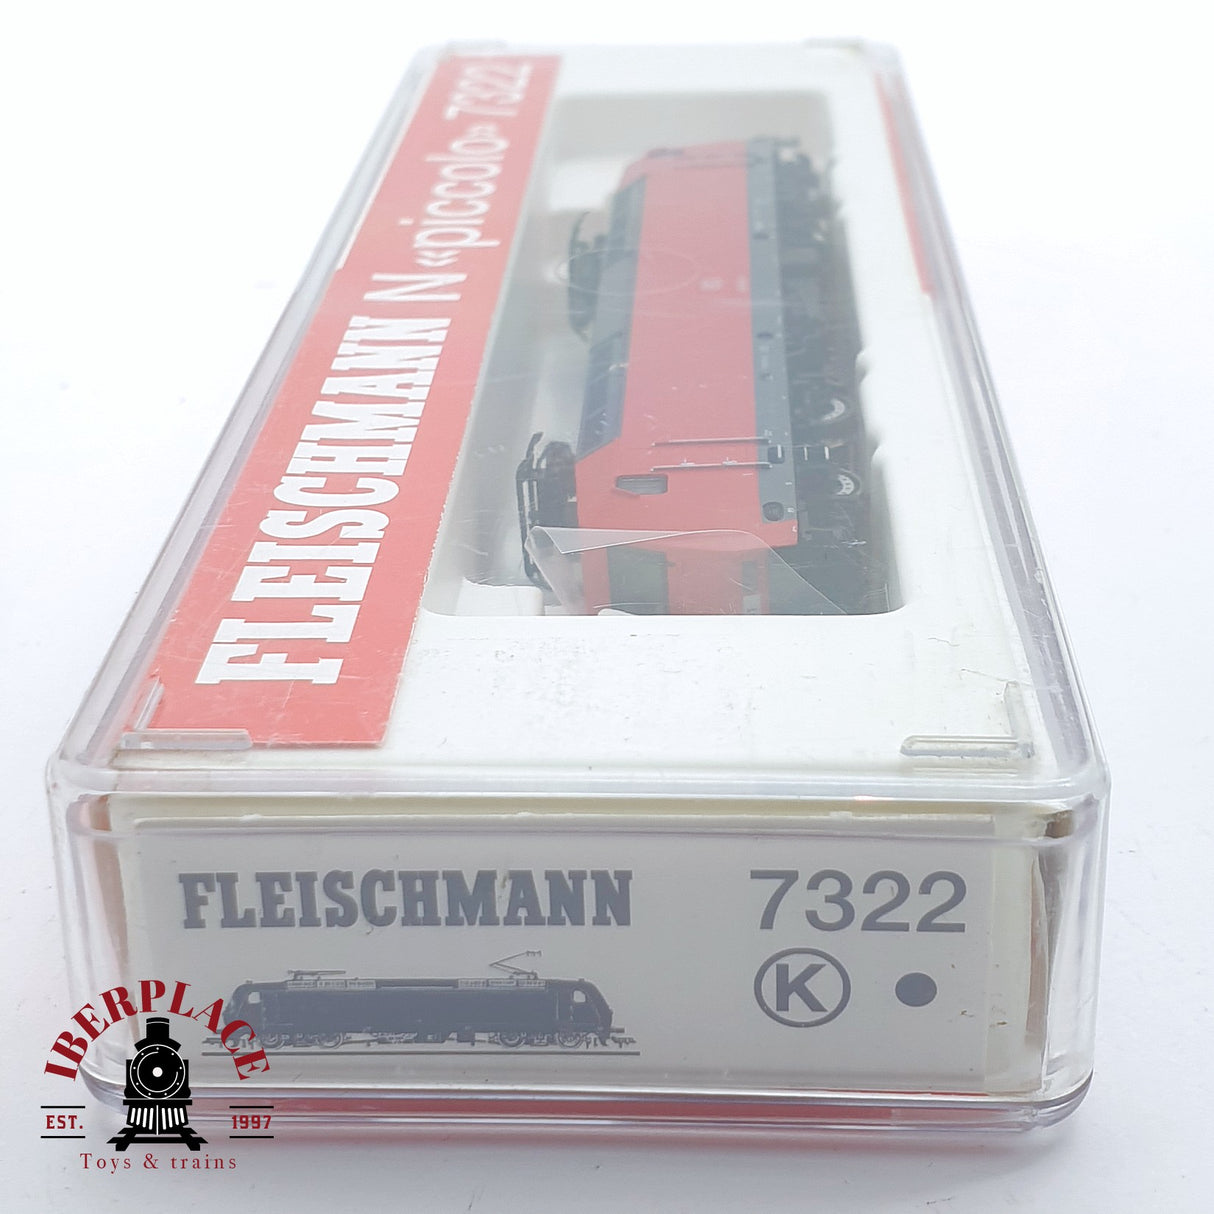 FLEISCHMANN N «piccolo» 7322
FLEISCHMANN 7322
K
IBERPLACE
EST. 1997
Toys & trains